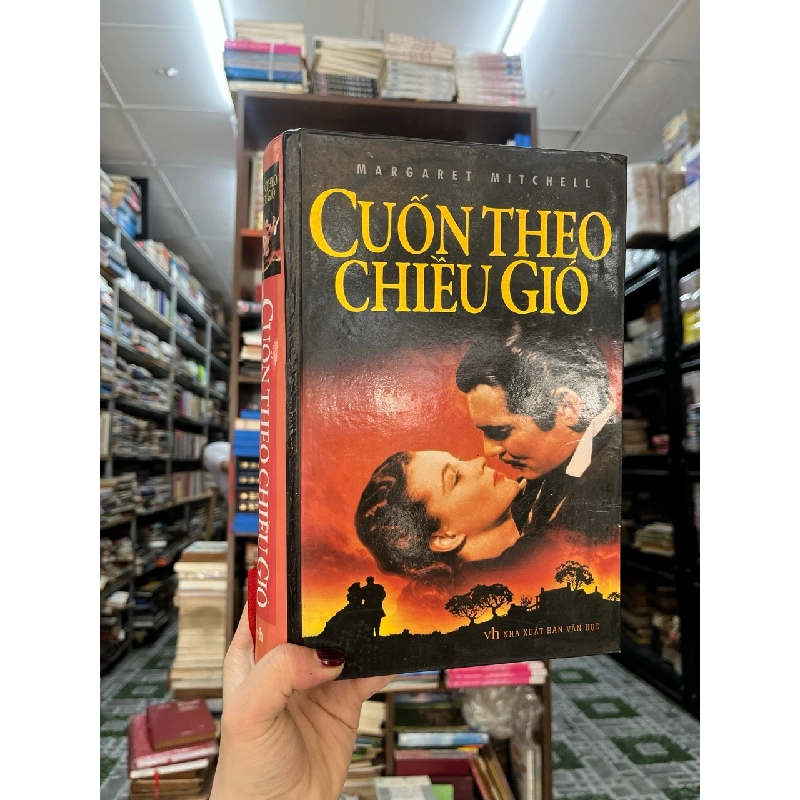 MARGARET MITCHELL
CUỐN THEO
CHIỀU GIÓ
vh NHÀ XUẤT BẢN VĂN HỌC
CUỐN THEO CHIỀU GIÓ